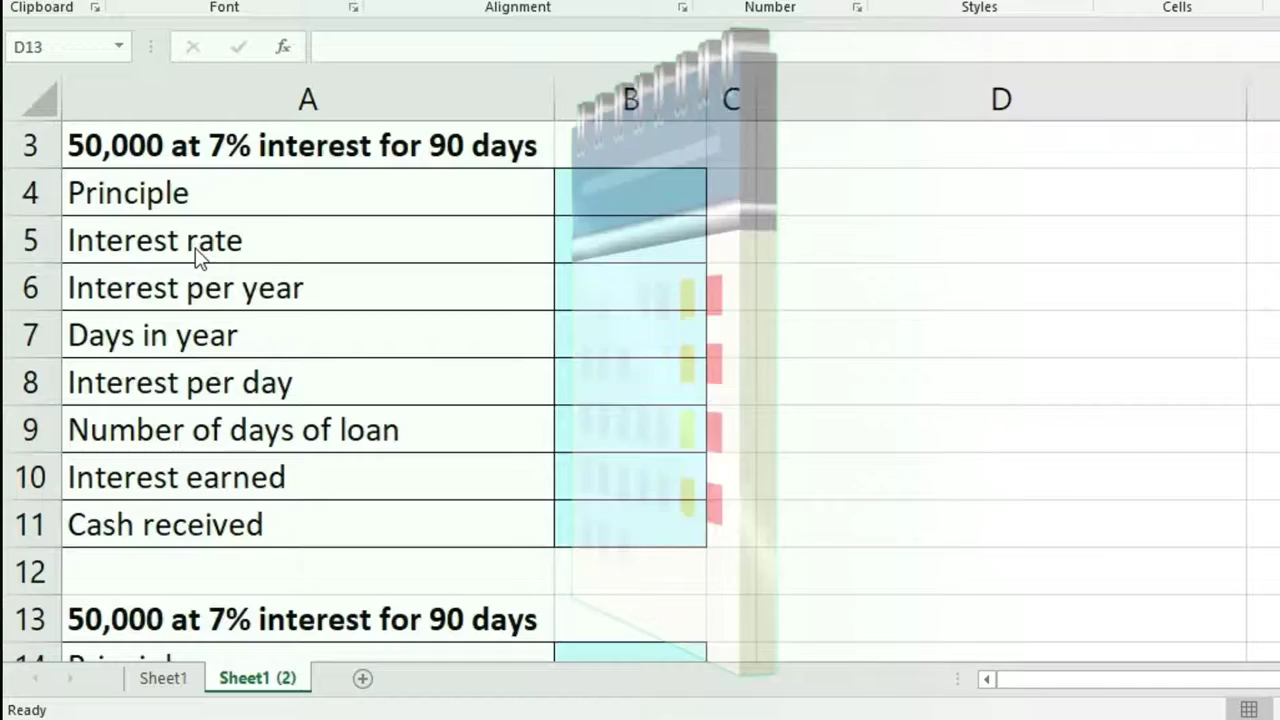 Clipboard Font Alignment Number Styles Cells
D13 fx
A B C D
3 50,000 at 7% interest for 90 days
4 Principle
5 Interest rate
6 Interest per year
7 Days in year
8 Interest per day
9 Number of days of loan
10 Interest earned
11 Cash received
12
13 50,000 at 7% interest for 90 days
Sheet1 Sheet1 (2)
Ready